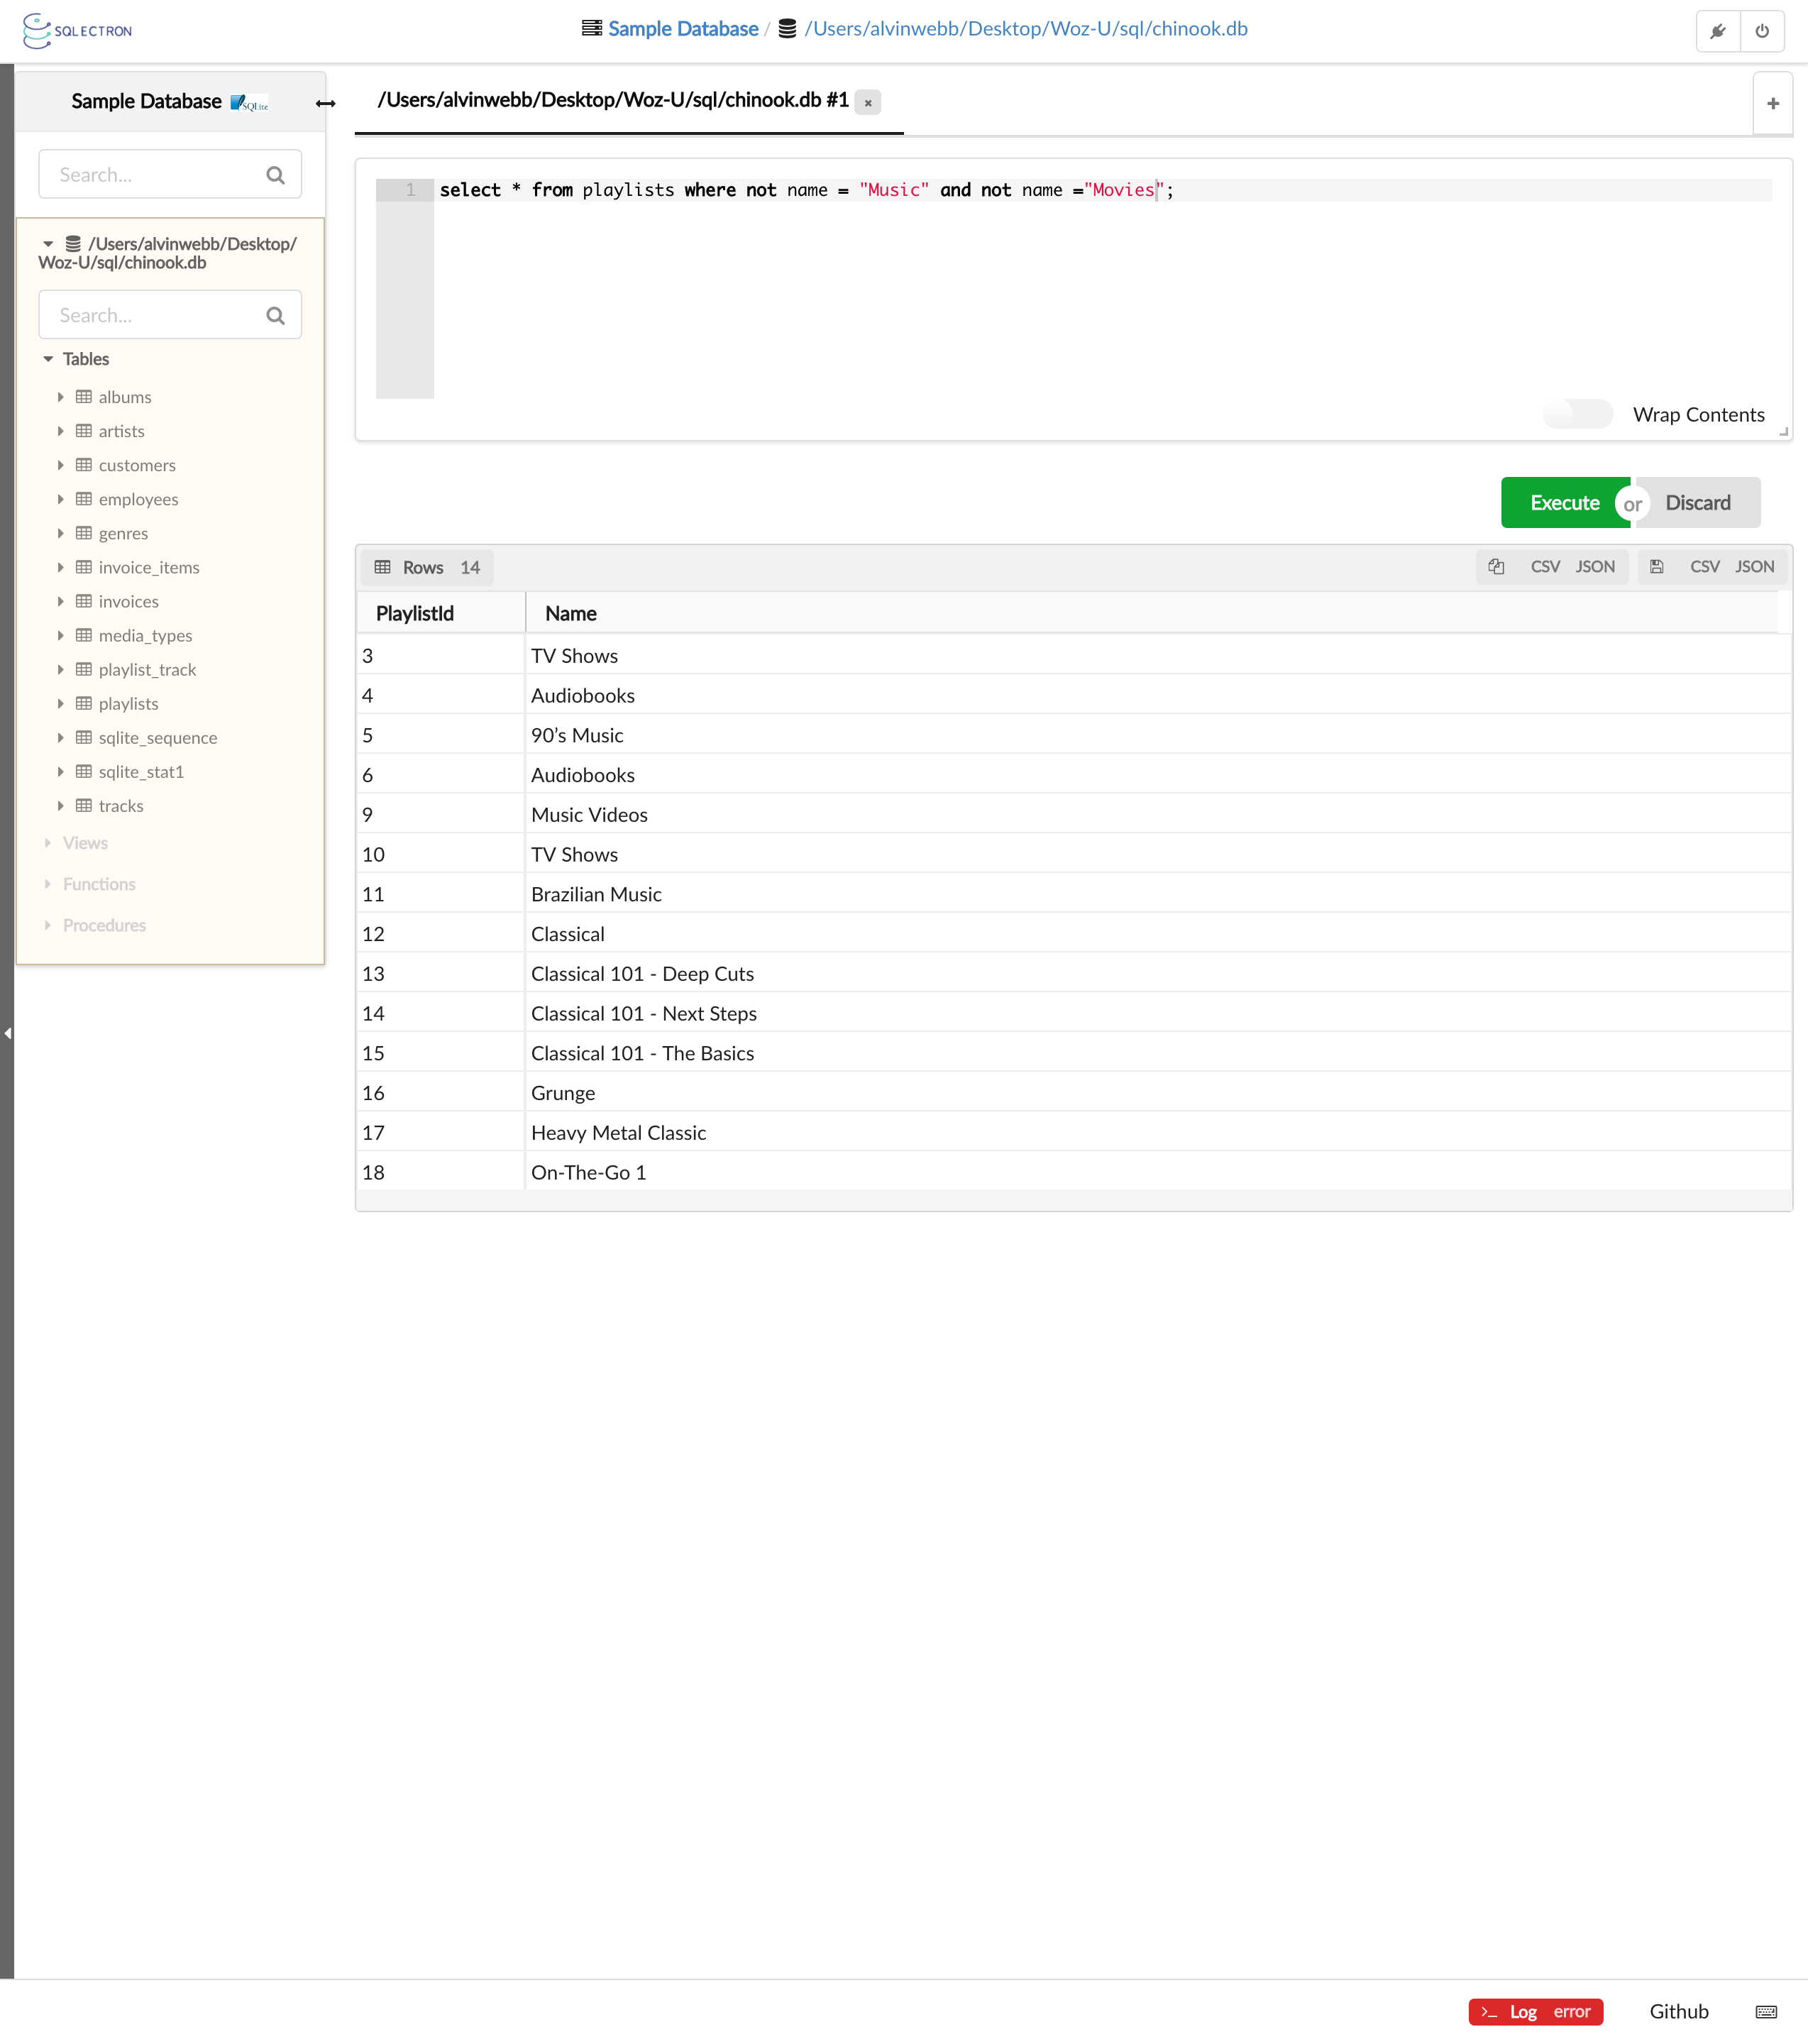 SQLECTRON
Sample Database / /Users/alvinwebb/Desktop/Woz-U/sql/chinook.db
Sample Database SQLite
/Users/alvinwebb/Desktop/Woz-U/sql/chinook.db #1 ×
+
Search...
/Users/alvinwebb/Desktop/
Woz-U/sql/chinook.db
Search...
Tables
albums
artists
customers
employees
genres
invoice_items
invoices
media_types
playlist_track
playlists
sqlite_sequence
sqlite_stat1
tracks
Views
Functions
Procedures
1 select * from playlists where not name = "Music" and not name ="Movies";
Wrap Contents
Execute or Discard
Rows 14 CSV JSON CSV JSON
PlaylistId Name
3 TV Shows
4 Audiobooks
5 90’s Music
6 Audiobooks
9 Music Videos
10 TV Shows
11 Brazilian Music
12 Classical
13 Classical 101 - Deep Cuts
14 Classical 101 - Next Steps
15 Classical 101 - The Basics
16 Grunge
17 Heavy Metal Classic
18 On-The-Go 1
>_ Log error Github